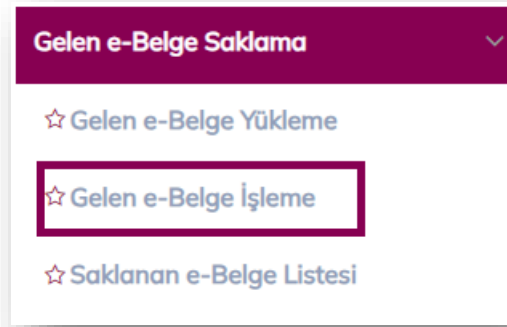 Gelen e-Belge Saklama
Gelen e-Belge Yükleme
Gelen e-Belge İşleme
Saklanan e-Belge Listesi